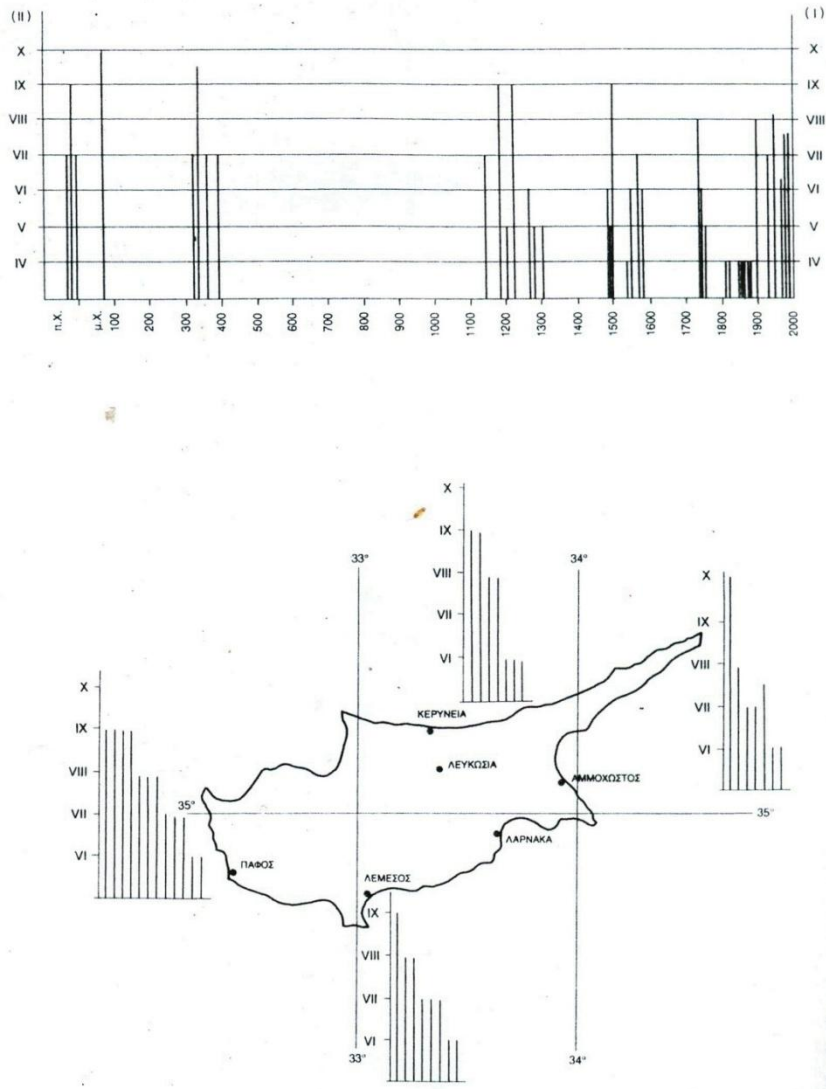 (II) (I)
X X
IX IX
VIII VIII
VII VII
VI VI
V V
IV IV
π.Χ. μ.Χ. 100 200 300 400 500 600 700 800 900 1000 1100 1200 1300 1400 1500 1600 1700 1800 1900 2000
X
IX
VIII
VII
VI
33°
34°
X
IX
VIII
VII
VI
X
IX
VIII
VII
VI
ΚΕΡΥΝΕΙΑ
ΛΕΥΚΩΣΙΑ
ΑΜΜΟΧΩΣΤΟΣ
35° 35°
ΛΑΡΝΑΚΑ
ΠΑΦΟΣ
ΛΕΜΕΣΟΣ
IX
VIII
VII
VI
33°
34°